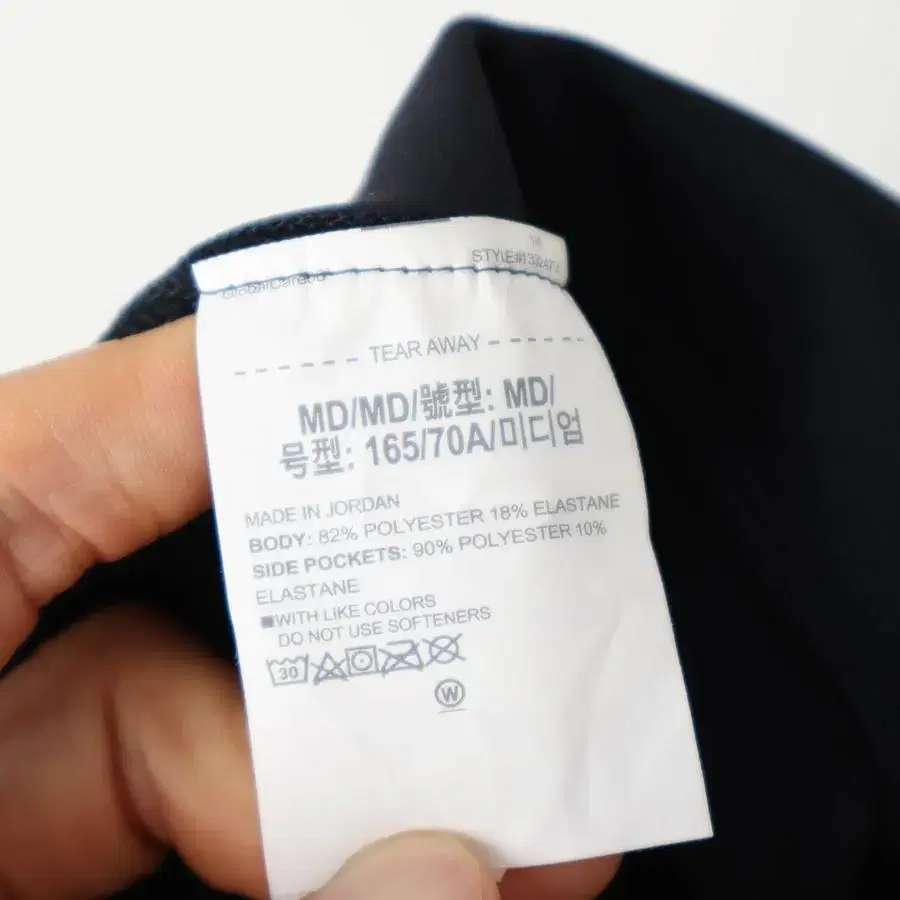 TEAR AWAY
MD/MD/號型: MD/
号型: 165/70A/미디엄
MADE IN JORDAN
BODY: 82% POLYESTER 18% ELASTANE
SIDE POCKETS: 90% POLYESTER 10%
ELASTANE
WITH LIKE COLORS
DO NOT USE SOFTENERS
30
W